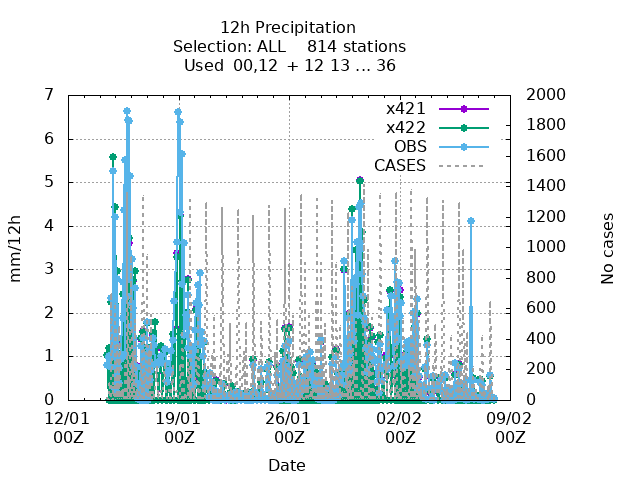 12h Precipitation
Selection: ALL 814 stations
Used 00,12 + 12 13 ... 36
x421
x422
OBS
CASES
mm/12h
7
6
5
4
3
2
1
0
2000
1800
1600
1400
1200
1000
800
600
400
200
0
No cases
12/01 19/01 26/01 02/02 09/02
00Z 00Z 00Z 00Z 00Z
Date